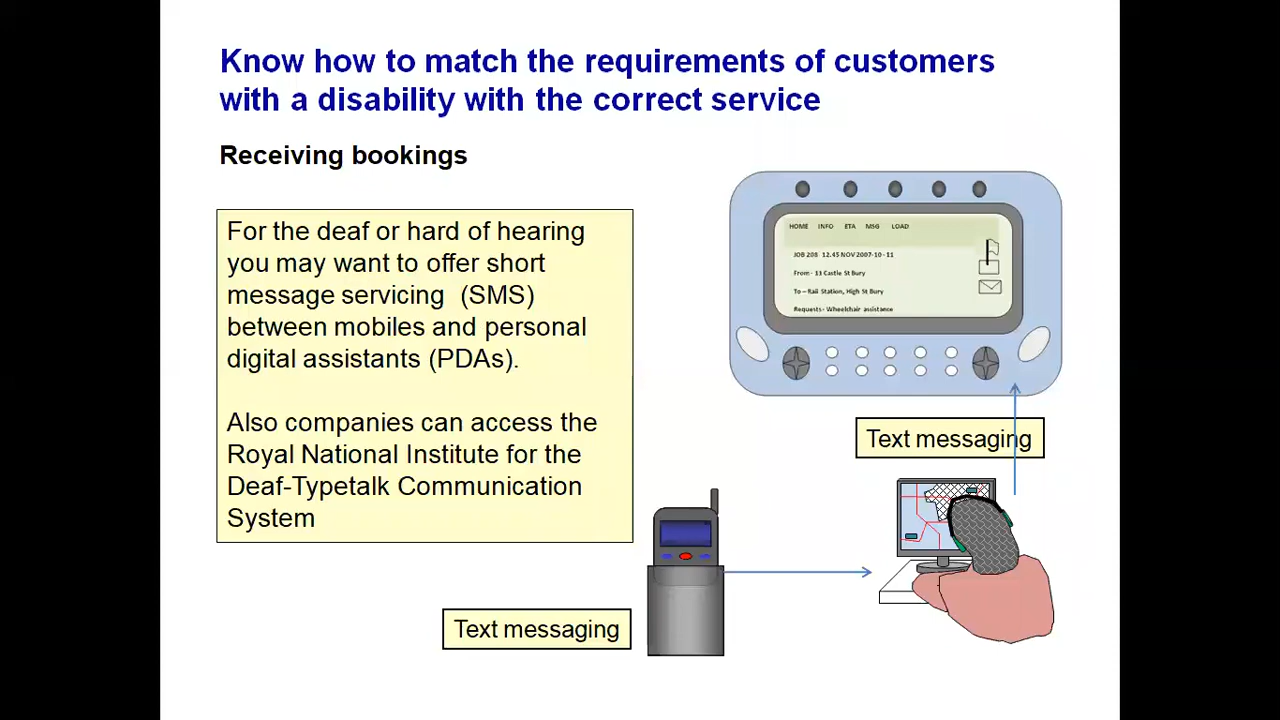 Know how to match the requirements of customers
with a disability with the correct service
Receiving bookings
For the deaf or hard of hearing
you may want to offer short
message servicing (SMS)
between mobiles and personal
digital assistants (PDAs).
Also companies can access the
Royal National Institute for the
Deaf-Typetalk Communication
System
HOME INFO ETA MSG LOAD
JOB 208 12.45 NOV 2007-10-11
From - 11 Castle St Bury
To – Rail Station, High St Bury
Requests - Wheelchair assistance
Text messaging
Text messaging